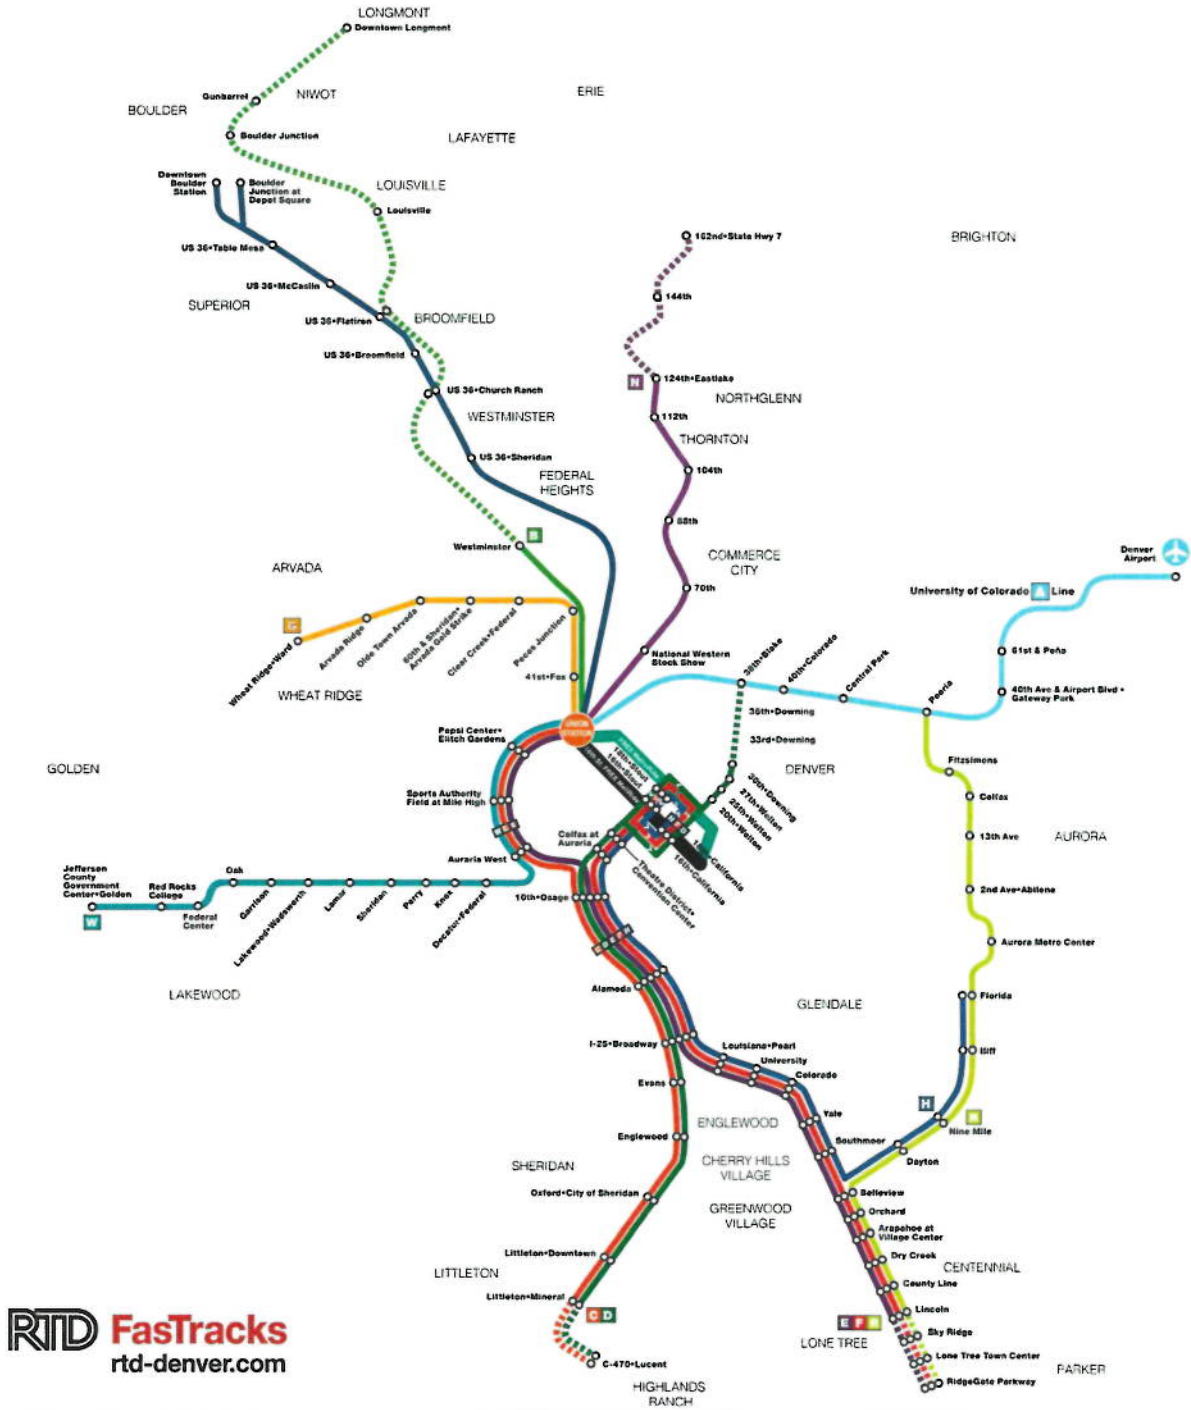 LONGMONT
Downtown Longmont
Gunbarrel
NIWOT
ERIE
BOULDER
Boulder Junction
LAFAYETTE
Downtown
Boulder
Station
Boulder
Junction at
Depot Square
LOUISVILLE
Louisville
US 36•Table Mesa
162nd•State Hwy 7
BRIGHTON
US 36•McCaslin
144th
SUPERIOR
US 36•Flatiron
BROOMFIELD
US 36•Broomfield
N
124th•Eastlake
US 36•Church Ranch
NORTHGLENN
WESTMINSTER
112th
THORNTON
US 36•Sheridan
104th
FEDERAL
HEIGHTS
88th
B
Westminster
COMMERCE
CITY
Denver
Airport
ARVADA
70th
University of Colorado A Line
G
Wheat Ridge•Ward
Arvada Ridge
Olde Town Arvada
60th & Sheridan•
Arvada Gold Strike
Clear Creek•Federal
Pecos Junction
41st•Fox
WHEAT RIDGE
National Western
Stock Show
38th•Blake
40th•Colorado
Central Park
Peoria
61st & Peña
40th Ave & Airport Blvd •
Gateway Park
36th•Downing
33rd•Downing
UNION
STATION
Pepsi Center•
Elitch Gardens
18th•Stout
16th•Stout
DENVER
Fitzsimons
GOLDEN
Sports Authority
Field at Mile High
30th•Downing
27th•Welton
25th•Welton
20th•Welton
Colfax
13th Ave
AURORA
Colfax at
Auraria
18th•California
16th•California
Theatre District•
Convention Center
Auraria West
Jefferson
County
Government
Center•Golden
W
Red Rocks
College
Federal
Center
Oak
Garrison
Lakewood•Wadsworth
Lamar
Sheridan
Perry
Knox
Decatur•Federal
10th•Osage
2nd Ave•Abilene
Aurora Metro Center
LAKEWOOD
Alameda
GLENDALE
Florida
I-25•Broadway
Louisiana•Pearl
University
Colorado
Iliff
Evans
H
Yale
Nine Mile
ENGLEWOOD
Englewood
Southmoor
Dayton
SHERIDAN
CHERRY HILLS
VILLAGE
Oxford•City of Sheridan
Belleview
GREENWOOD
VILLAGE
Orchard
Arapahoe at
Village Center
Littleton•Downtown
Dry Creek
LITTLETON
CENTENNIAL
County Line
Littleton•Mineral
C D
Lincoln
E F R
Sky Ridge
LONE TREE
Lone Tree Town Center
C-470•Lucent
PARKER
RidgeGate Parkway
HIGHLANDS
RANCH
RTD FasTracks
rtd-denver.com